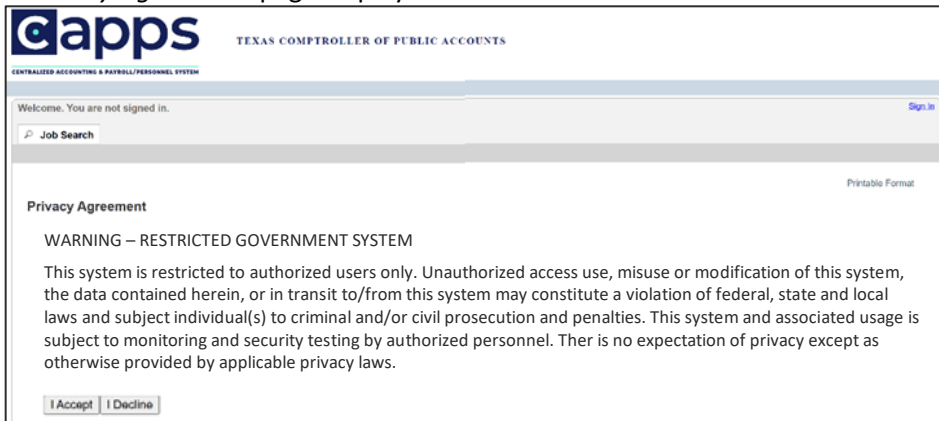 capps
TEXAS COMPTROLLER OF PUBLIC ACCOUNTS
CENTRALIZED ACCOUNTING & PAYROLL/PERSONNEL SYSTEM
Welcome. You are not signed in.
Sign In
Job Search
Printable Format
Privacy Agreement
WARNING – RESTRICTED GOVERNMENT SYSTEM
This system is restricted to authorized users only. Unauthorized access use, misuse or modification of this system,
the data contained herein, or in transit to/from this system may constitute a violation of federal, state and local
laws and subject individual(s) to criminal and/or civil prosecution and penalties. This system and associated usage is
subject to monitoring and security testing by authorized personnel. Ther is no expectation of privacy except as
otherwise provided by applicable privacy laws.
I Accept I Decline